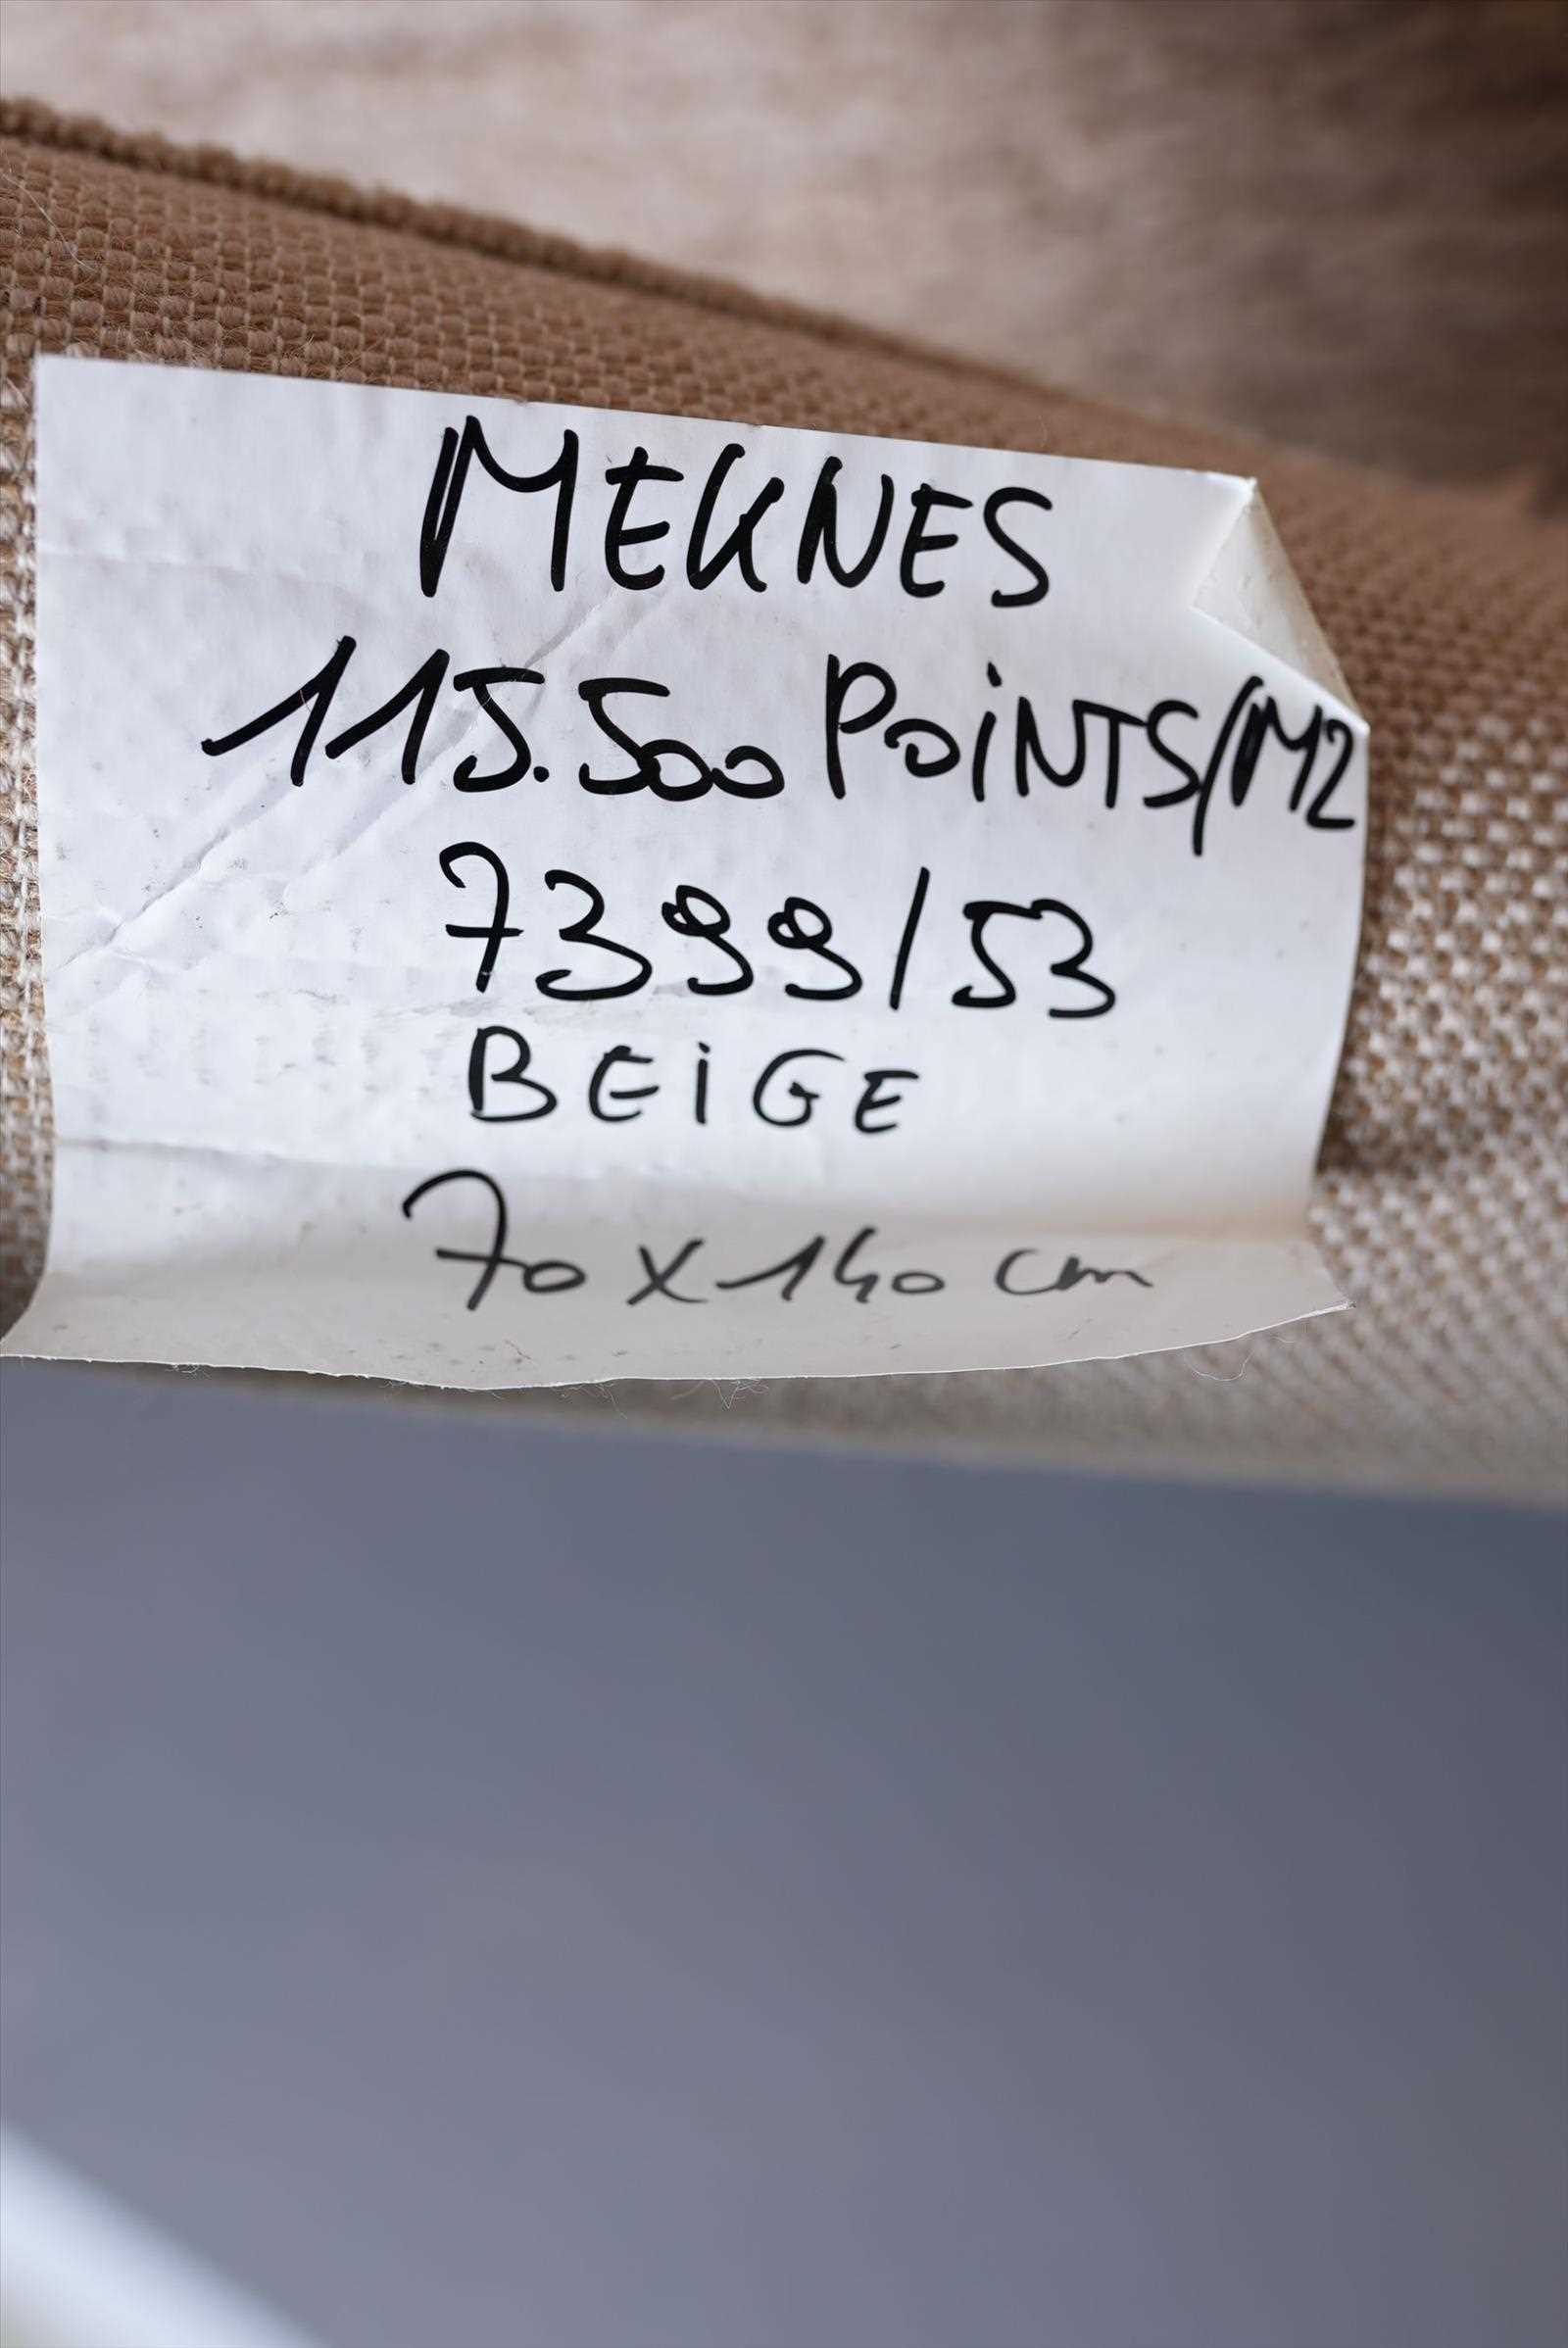 MEKNES
115.500 POiNTS/M2
7399/53
BEiGE
70 x 140 cm